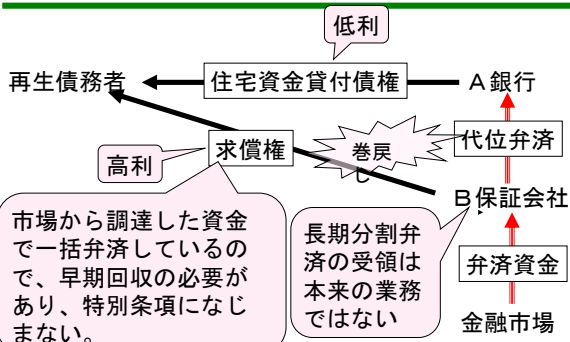 低利
再生債務者
住宅資金貸付債権
A銀行
求償権
巻戻
し
代位弁済
高利
B保証会社
市場から調達した資金
で一括弁済しているの
で、早期回収の必要が
あり、特別条項になじ
まない。
長期分割弁
済の受領は
本来の業務
ではない
弁済資金
金融市場